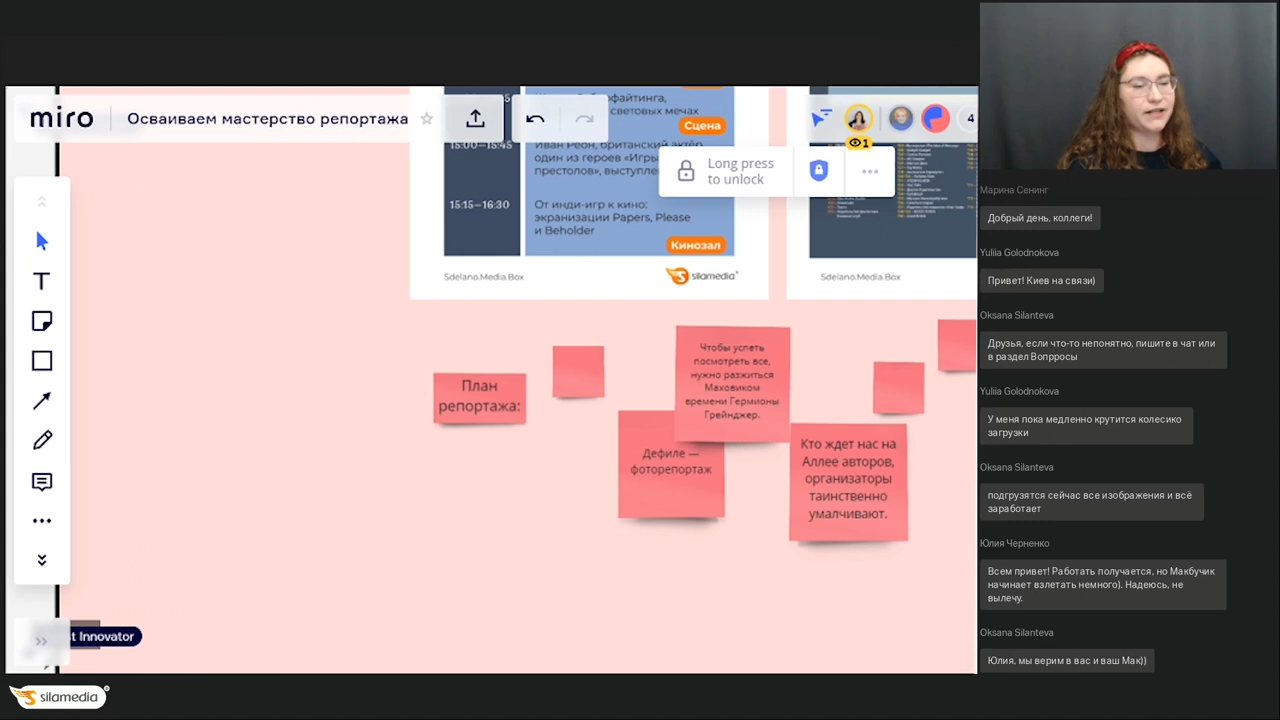 miro
Осваиваем мастерство репортажа
световых мечах
Сцена
15:00—15:45
Иван Реон, британский актёр
один из героев «Игры
престолов»,
15:15—16:30
От инди-игр к кино:
экранизации Papers, Please
и Beholder
Кинозал
Sdelano.Media.Box
silamedia
Sdelano.Media.Box
Long press
to unlock
4
1
План
репортажа:
Чтобы успеть
посмотреть все,
нужно разжиться
Маховиком
времени Гермионы
Грейнджер.
Дефиле —
фоторепортаж
Кто ждет нас на
Аллее авторов,
организаторы
таинственно
умалчивают.
t Innovator
silamedia
Марина Сенинг
Добрый день, коллеги!
Yuliia Golodnokova
Привет! Киев на связи)
Oksana Silanteva
Друзья, если что-то непонятно, пишите в чат или
в раздел Вопрросы
Yuliia Golodnokova
У меня пока медленно крутится колесико
загрузки
Oksana Silanteva
подгрузятся сейчас все изображения и всё
заработает
Юлия Черненко
Всем привет! Работать получается, но Макбучик
начинает взлетать немного). Надеюсь, не
вылечу.
Oksana Silanteva
Юлия, мы верим в вас и ваш Мак))